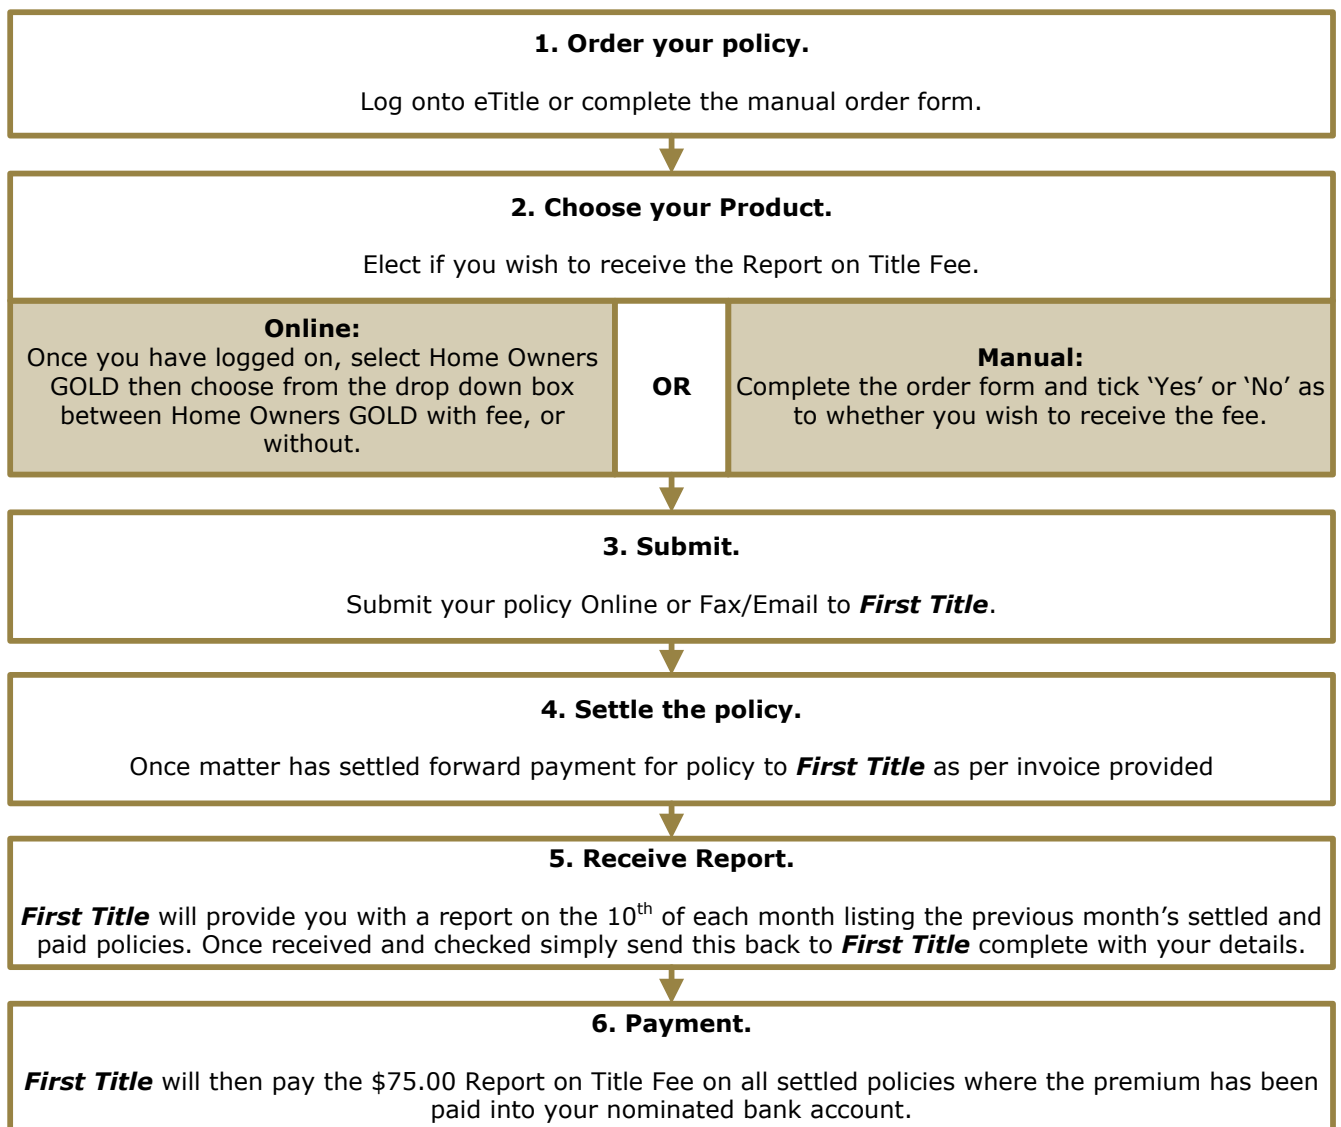 1. Order your policy.
Log onto eTitle or complete the manual order form.
2. Choose your Product.
Elect if you wish to receive the Report on Title Fee.
Online:
Once you have logged on, select Home Owners
GOLD then choose from the drop down box
between Home Owners GOLD with fee, or
without.
OR
Manual:
Complete the order form and tick ‘Yes’ or ‘No’ as
to whether you wish to receive the fee.
3. Submit.
Submit your policy Online or Fax/Email to First Title.
4. Settle the policy.
Once matter has settled forward payment for policy to First Title as per invoice provided
5. Receive Report.
First Title will provide you with a report on the 10th of each month listing the previous month’s settled and
paid policies. Once received and checked simply send this back to First Title complete with your details.
6. Payment.
First Title will then pay the $75.00 Report on Title Fee on all settled policies where the premium has been
paid into your nominated bank account.